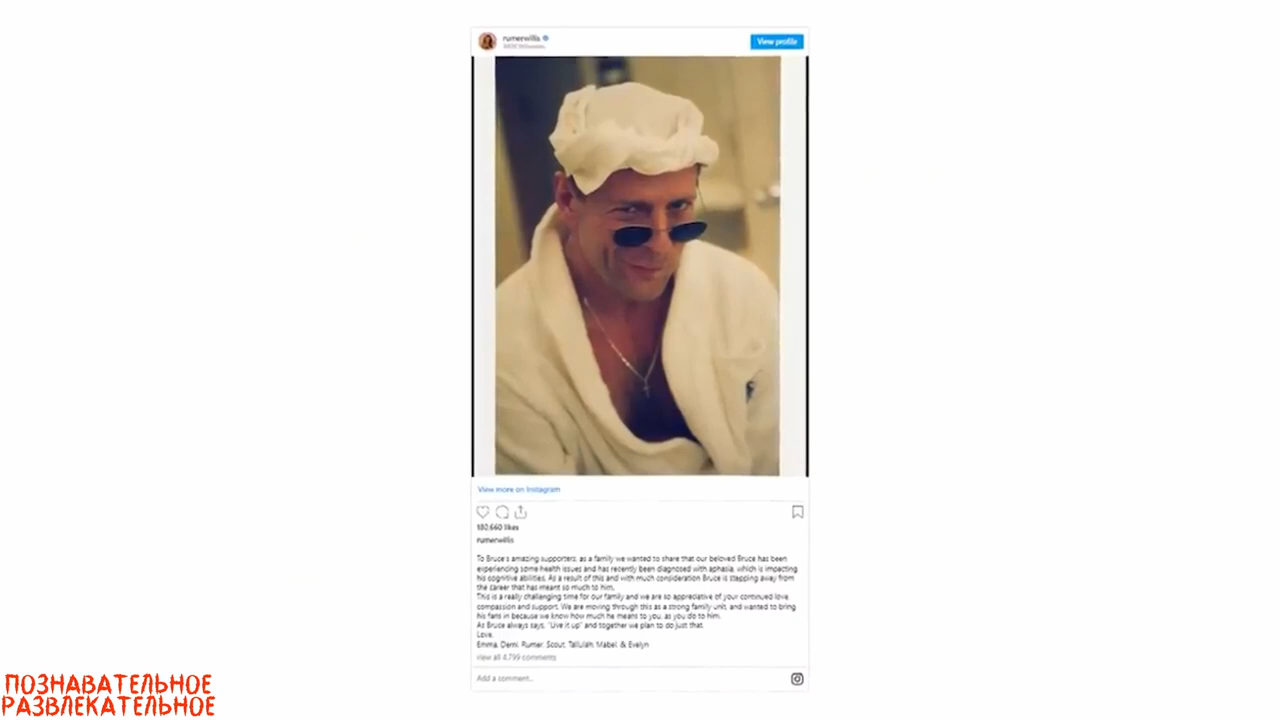 rumerwillis
View profile
View more on Instagram
rumerwillis
To Bruce's amazing supporters, as a family we wanted to share that our beloved Bruce has been
experiencing some health issues and has recently been diagnosed with aphasia, which is impacting
his cognitive abilities. As a result of this and with much consideration Bruce is stepping away from
the career that has meant so much to him.
This is a really challenging time for our family and we are so appreciative of your continued love,
compassion and support. We are moving through this as a strong family unit, and wanted to bring
his fans in because we know how much he means to you, as you do to him.
As Bruce always says, "Live it up" and together we plan to do just that.
Love,
Emma, Demi, Rumer, Scout, Tallulah, Mabel, & Evelyn
view all 4,799 comments
Add a comment...
ПОЗНАВАТЕЛЬНОЕ
РАЗВЛЕКАТЕЛЬНОЕ